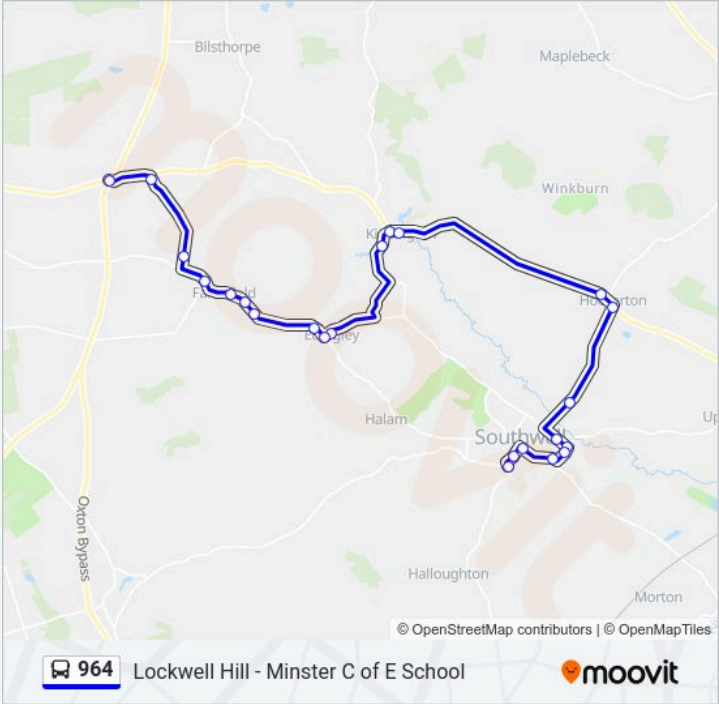 Bilsthorpe
Maplebeck
Winkburn
Halam
Southwell
Up
Oxton Bypass
Halloughton
Morton
© OpenStreetMap contributors | © OpenMapTiles
964 Lockwell Hill - Minster C of E School
moovit